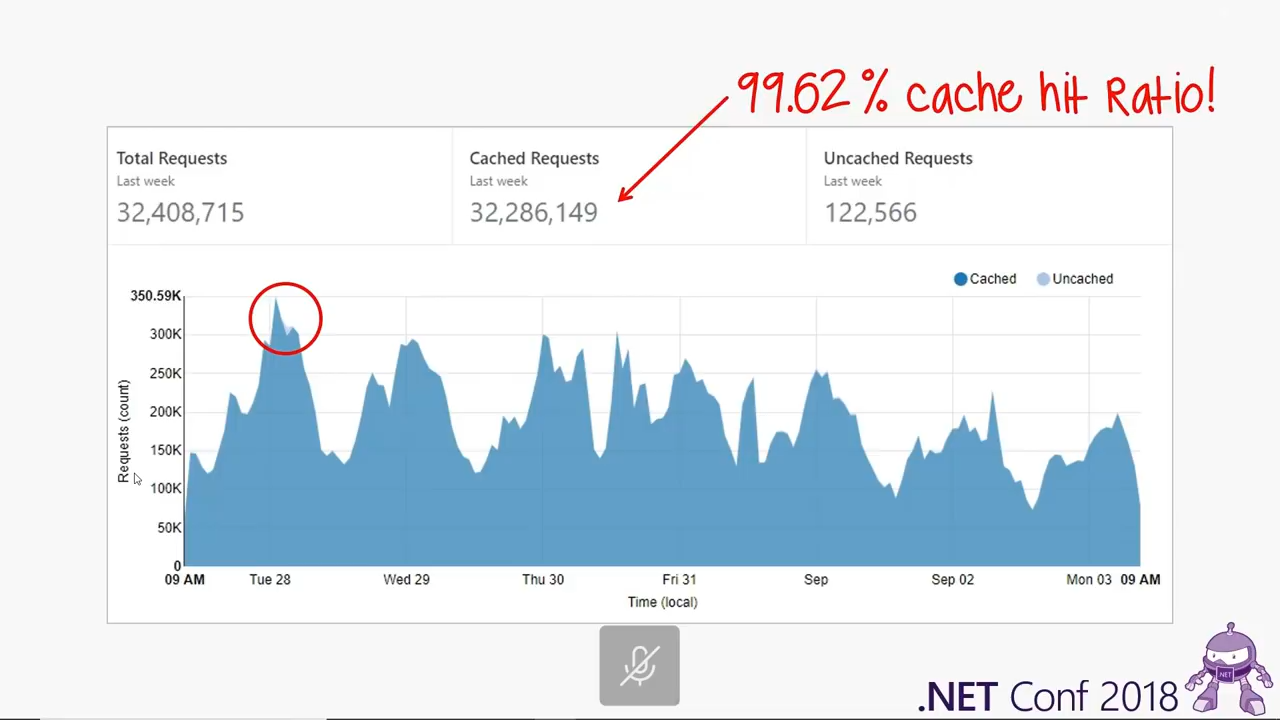 99.62% cache hit Ratio!
Total Requests
Last week
32,408,715
Cached Requests
Last week
32,286,149
Uncached Requests
Last week
122,566
Cached
Uncached
350.59K
300K
250K
200K
150K
100K
50K
0
Requests (count)
09 AM Tue 28 Wed 29 Thu 30 Fri 31 Sep Sep 02 Mon 03 09 AM
Time (local)
.NET
.NET Conf 2018